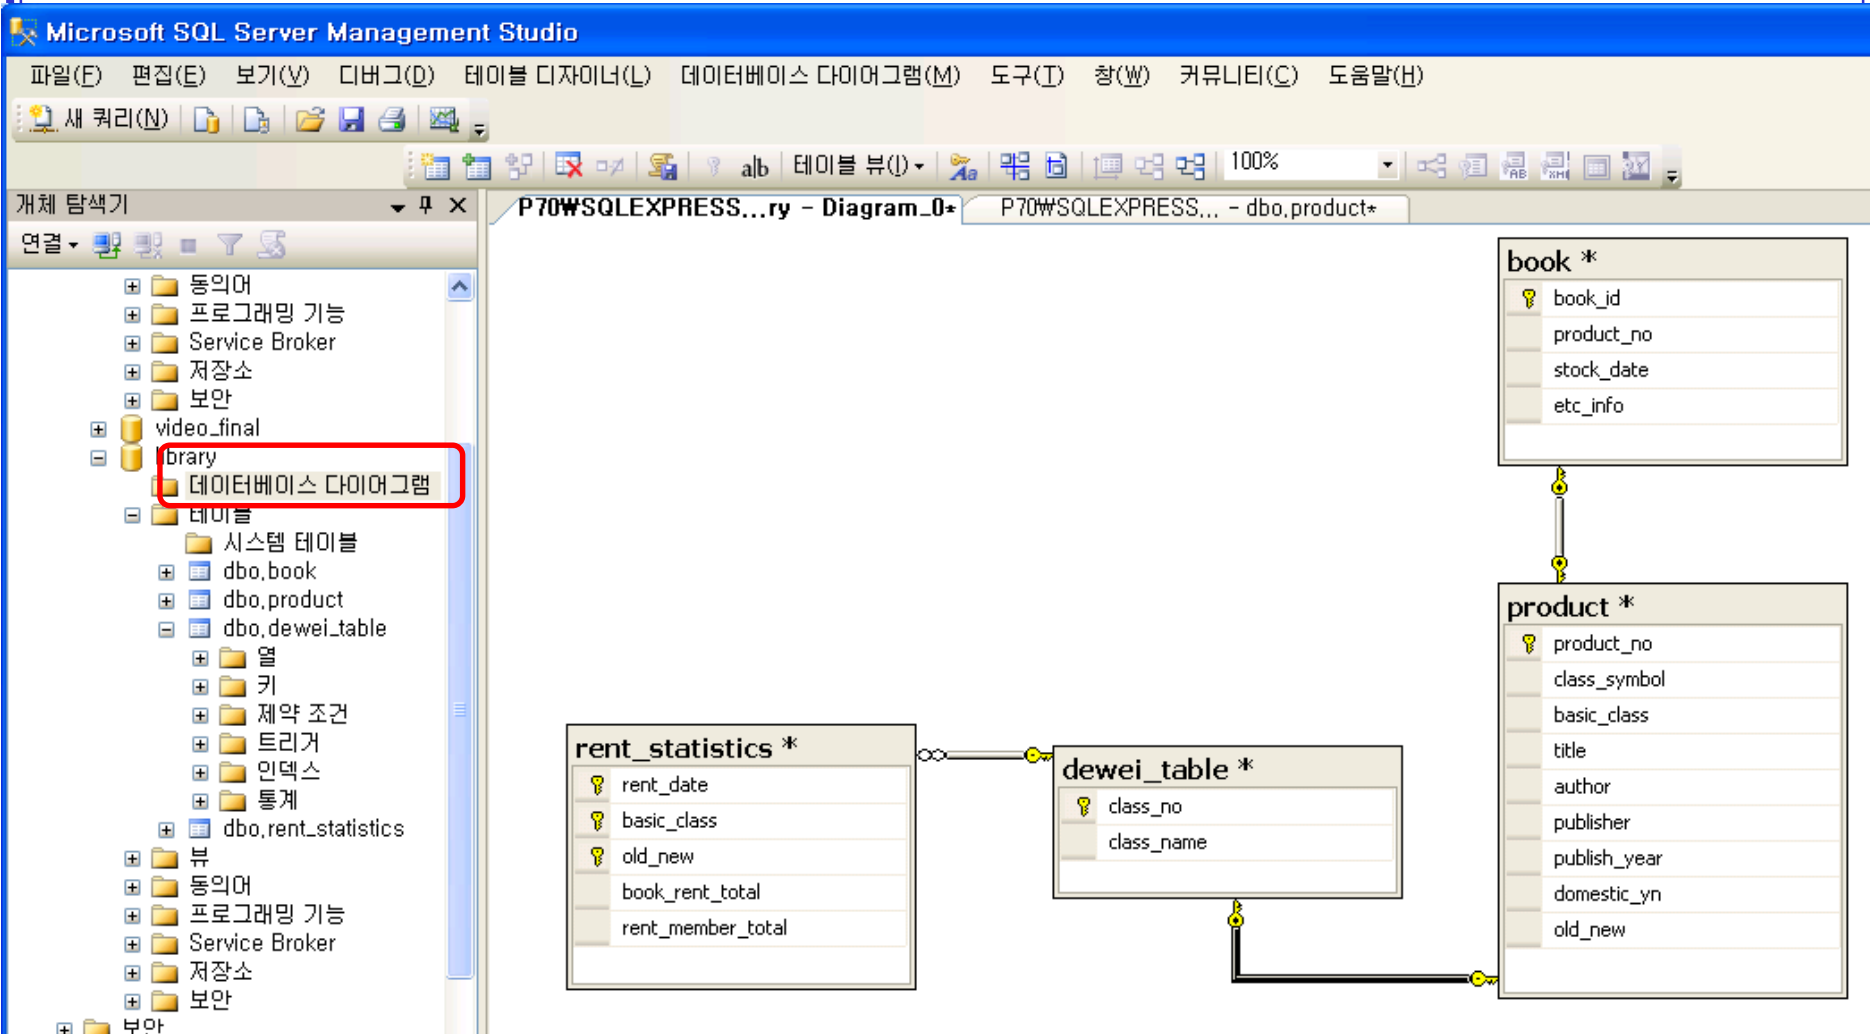 Microsoft SQL Server Management Studio
파일(F) 편집(E) 보기(V) 디버그(D) 테이블 디자이너(L) 데이터베이스 다이어그램(M) 도구(T) 창(W) 커뮤니티(C) 도움말(H)
새 쿼리(N)
a|b 테이블 뷰(I) 100%
개체 탐색기
P70₩SQLEXPRESS...ry - Diagram_0*
P70₩SQLEXPRESS... - dbo.product*
연결
동의어
프로그래밍 기능
Service Broker
저장소
보안
video_final
library
데이터베이스 다이어그램
테이블
시스템 테이블
dbo.book
dbo.product
dbo.dewei_table
열
키
제약 조건
트리거
인덱스
통계
dbo.rent_statistics
뷰
동의어
프로그래밍 기능
Service Broker
저장소
보안
보안
book *
book_id
product_no
stock_date
etc_info
product *
product_no
class_symbol
basic_class
title
author
publisher
publish_year
domestic_yn
old_new
rent_statistics *
rent_date
basic_class
old_new
book_rent_total
rent_member_total
dewei_table *
class_no
class_name